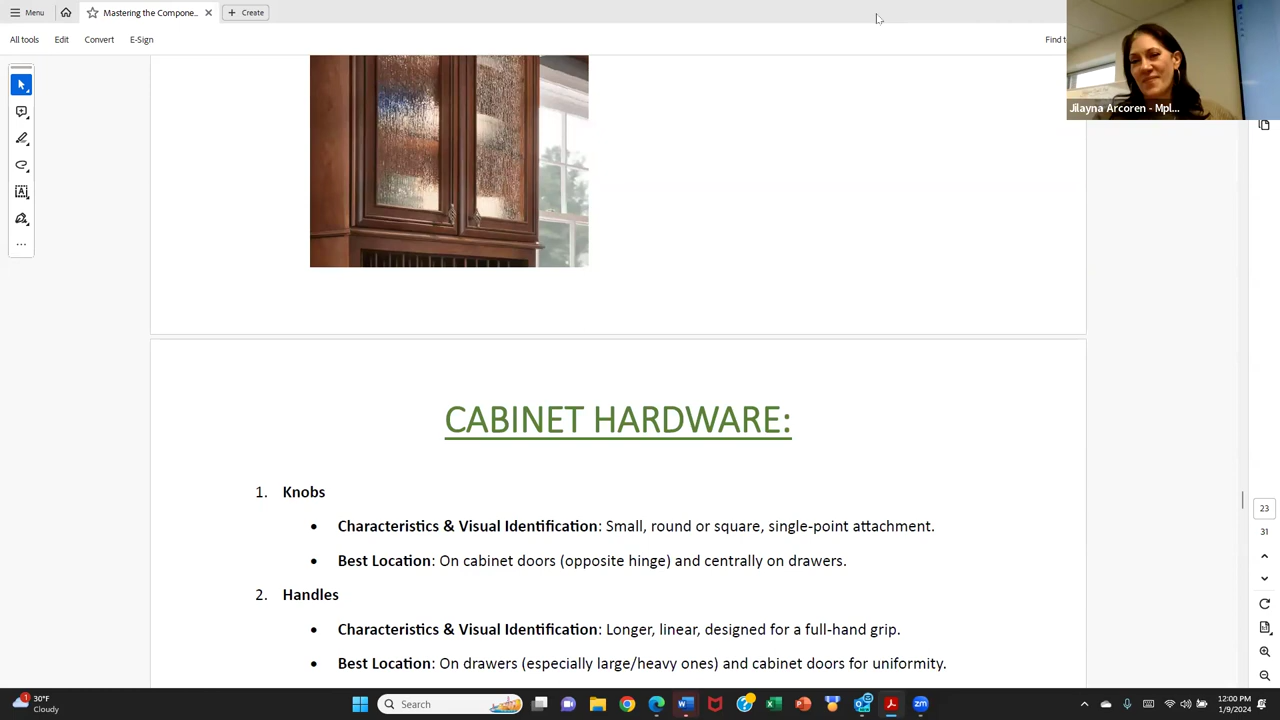 Menu
Mastering the Compone...
Create
All tools
Edit
Convert
E-Sign
Find t
Jilayna Arcoren - Mpl...
CABINET HARDWARE:
1. Knobs
• Characteristics & Visual Identification: Small, round or square, single-point attachment.
• Best Location: On cabinet doors (opposite hinge) and centrally on drawers.
2. Handles
• Characteristics & Visual Identification: Longer, linear, designed for a full-hand grip.
• Best Location: On drawers (especially large/heavy ones) and cabinet doors for uniformity.
23
31
1
30°F
Cloudy
Search
zm
12:00 PM
1/9/2024